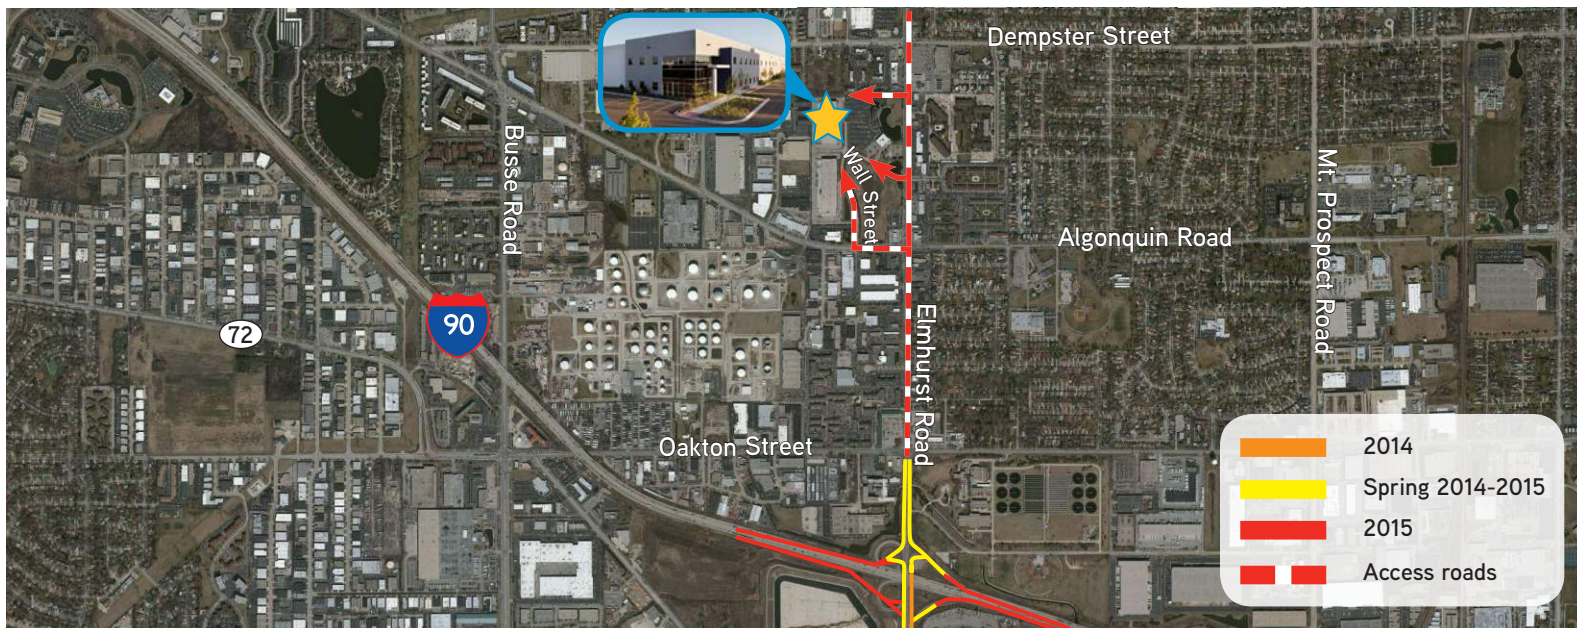 Dempster Street
Busse Road
Wall Street
Mt. Prospect Road
Algonquin Road
90
72
Elmhurst Road
Oakton Street
2014
Spring 2014-2015
2015
Access roads